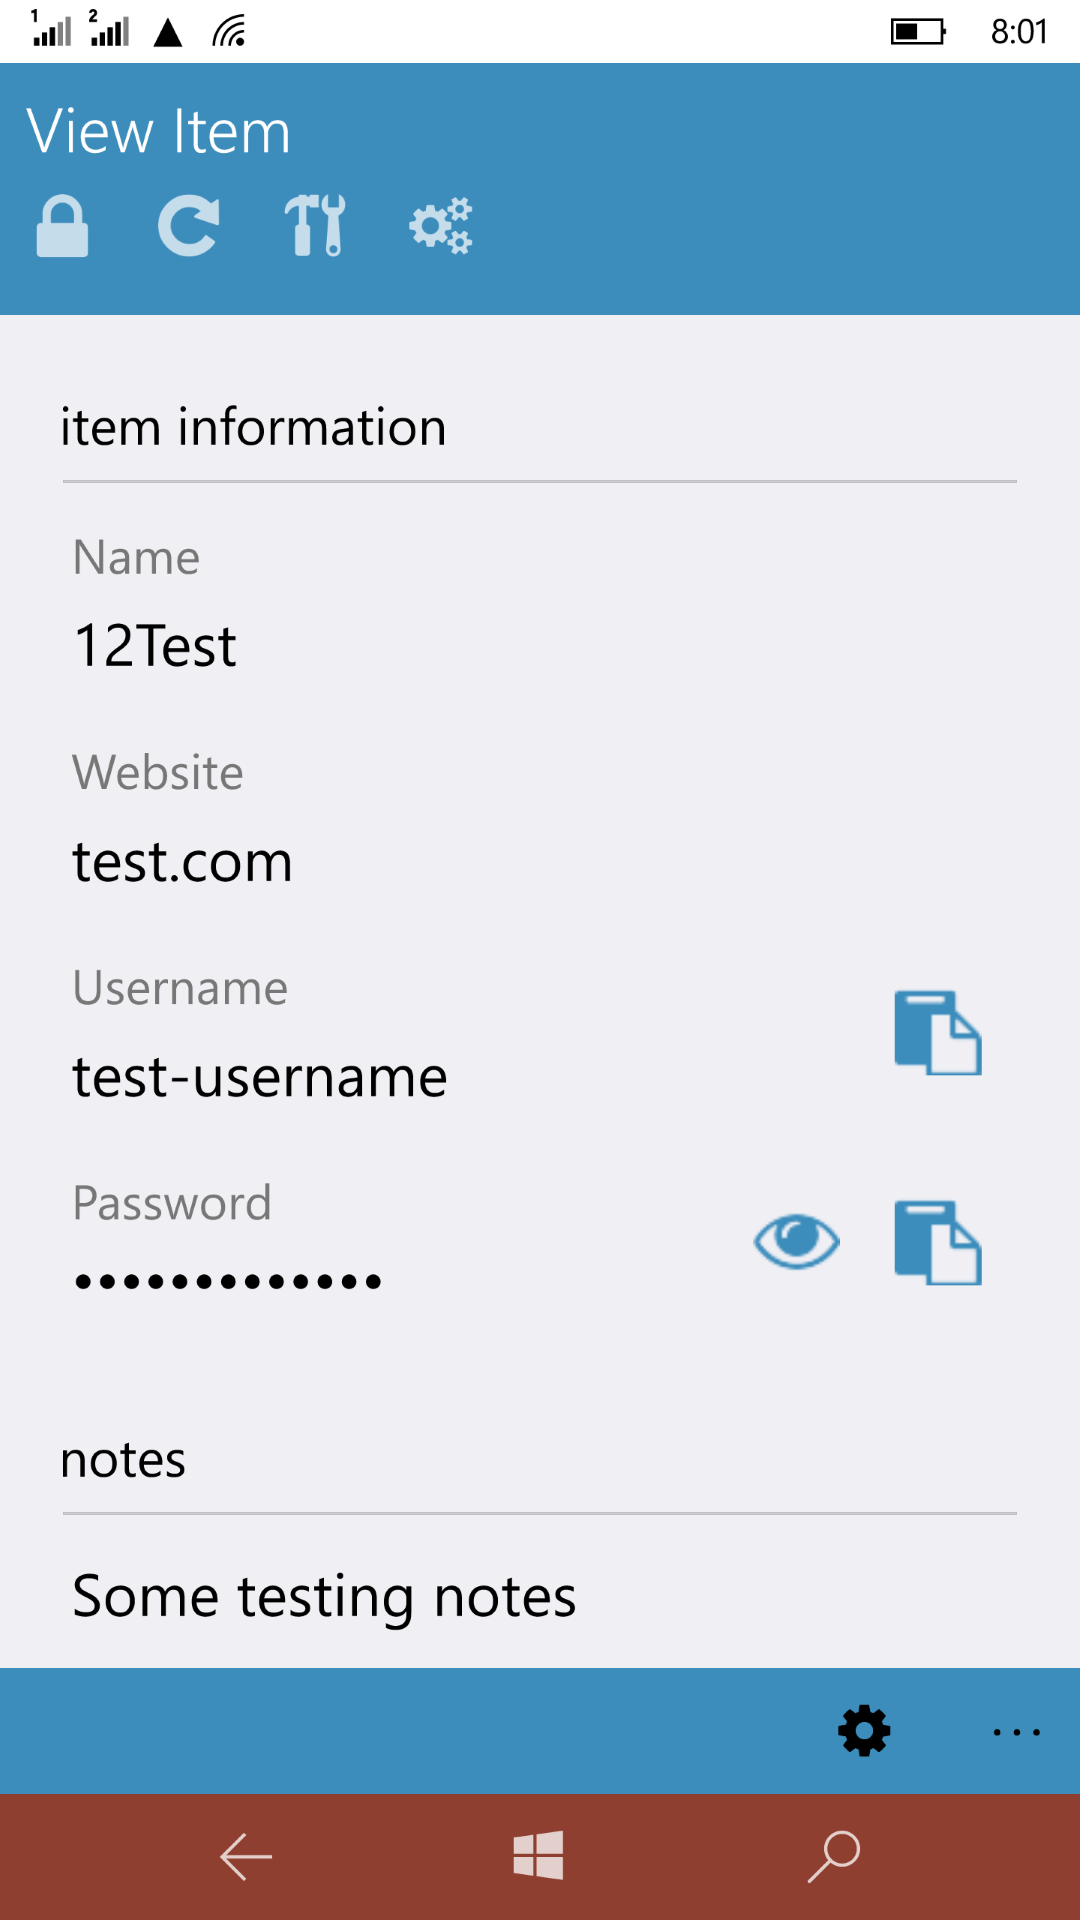 1 2 8:01
View Item
item information
Name
12Test
Website
test.com
Username
test-username
Password
•••••••••••••
notes
Some testing notes